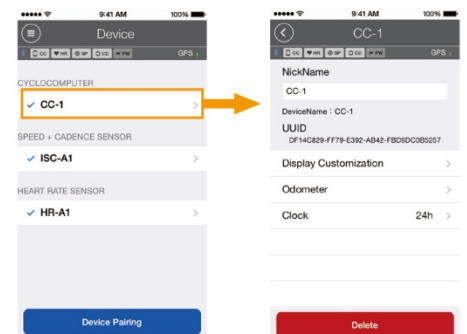 9:41 AM 100%
Device
CC HR SP CD PW GPS
CYCLOCOMPUTER
CC-1
SPEED + CADENCE SENSOR
ISC-A1
HEART RATE SENSOR
HR-A1
Device Pairing
9:41 AM 100%
CC-1
CC HR SP CD PW GPS
NickName
CC-1
DeviceName : CC-1
UUID
DF14C829-FF79-E392-AB42-FBD8DC0B5257
Display Customization
Odometer
Clock 24h
Delete